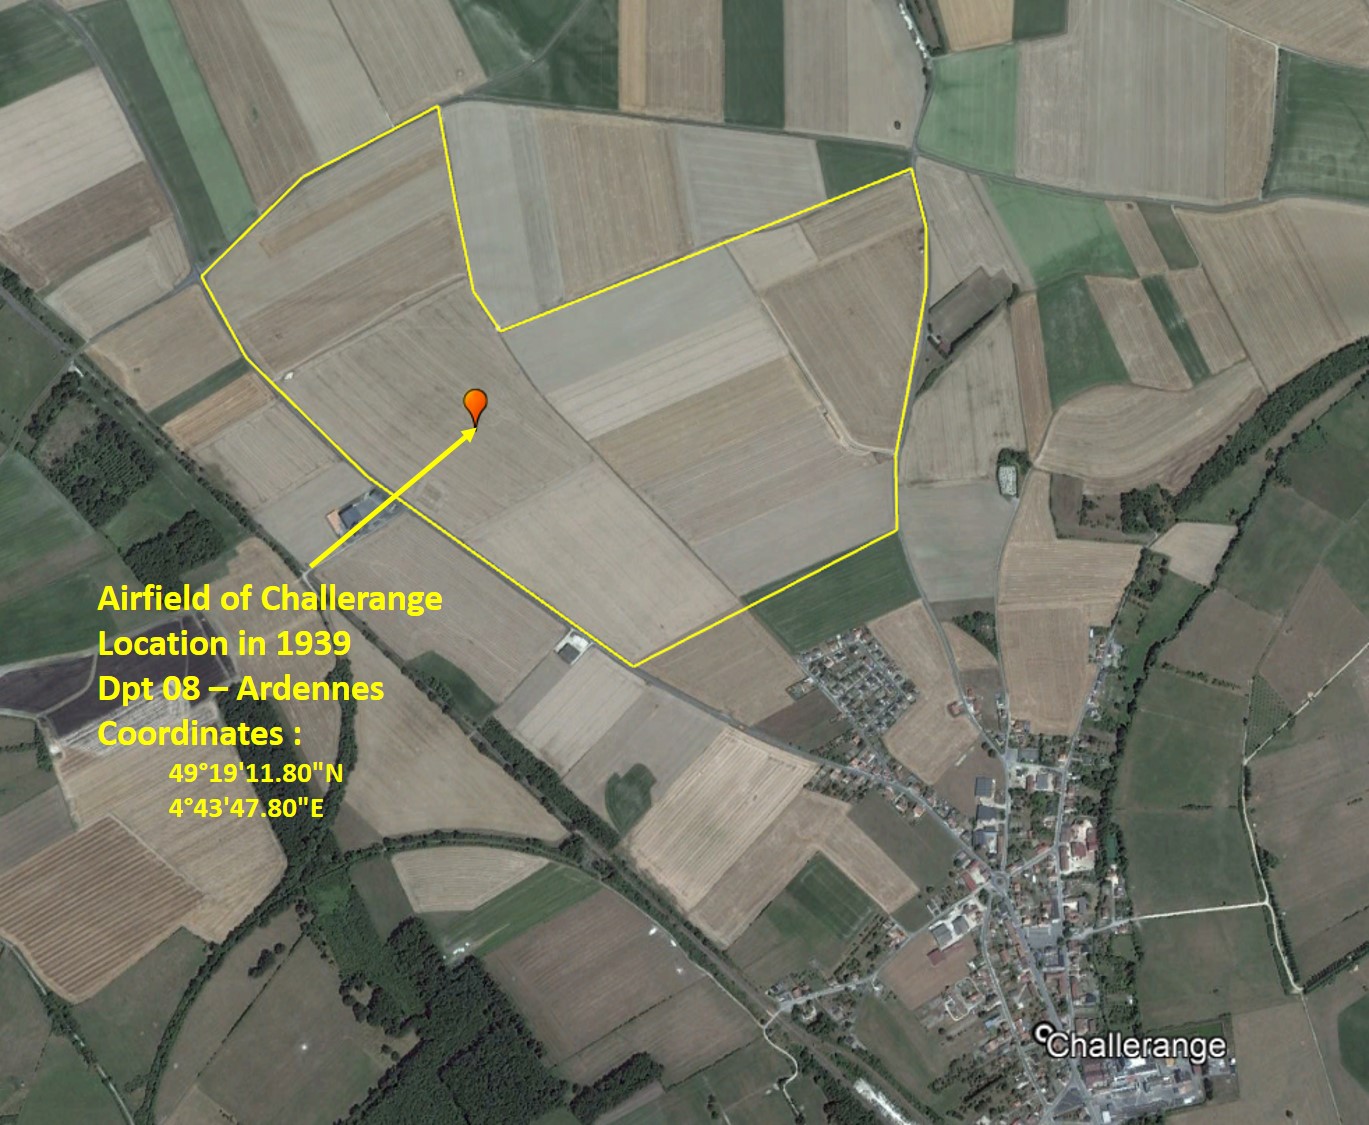 Airfield of Challerange
Location in 1939
Dpt 08 – Ardennes
Coordinates :
49°19'11.80"N
4°43'47.80"E
Challerange